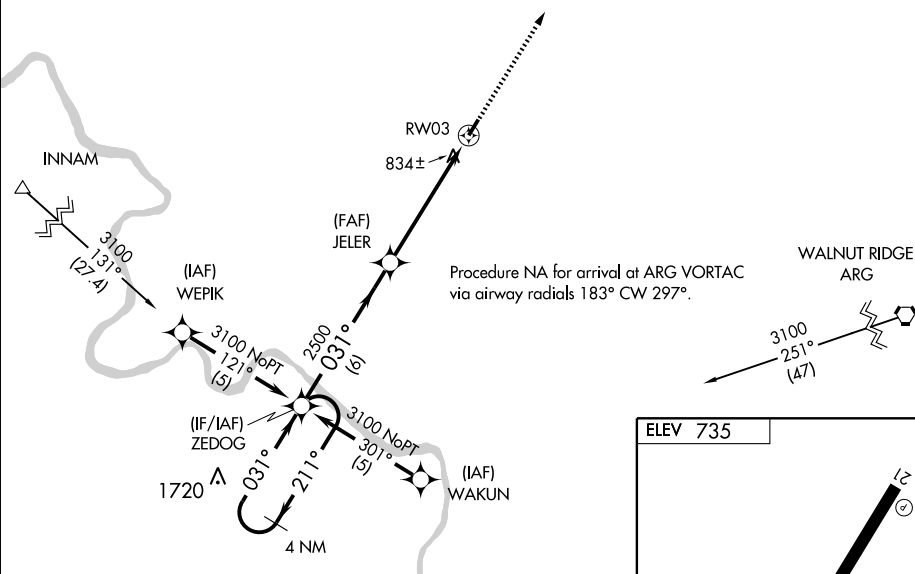 RW03
834±
INNAM
3100
131°
(27.4)
(FAF)
JELER
(IAF)
WEPIK
Procedure NA for arrival at ARG VORTAC
via airway radials 183° CW 297°.
WALNUT RIDGE
ARG
3100
251°
(47)
3100 NoPT
121°
(5)
2500
031°
(6)
(IF/IAF)
ZEDOG
3100 NoPT
301°
(5)
(IAF)
WAKUN
1720
031°
211°
4 NM
ELEV 735
21
P